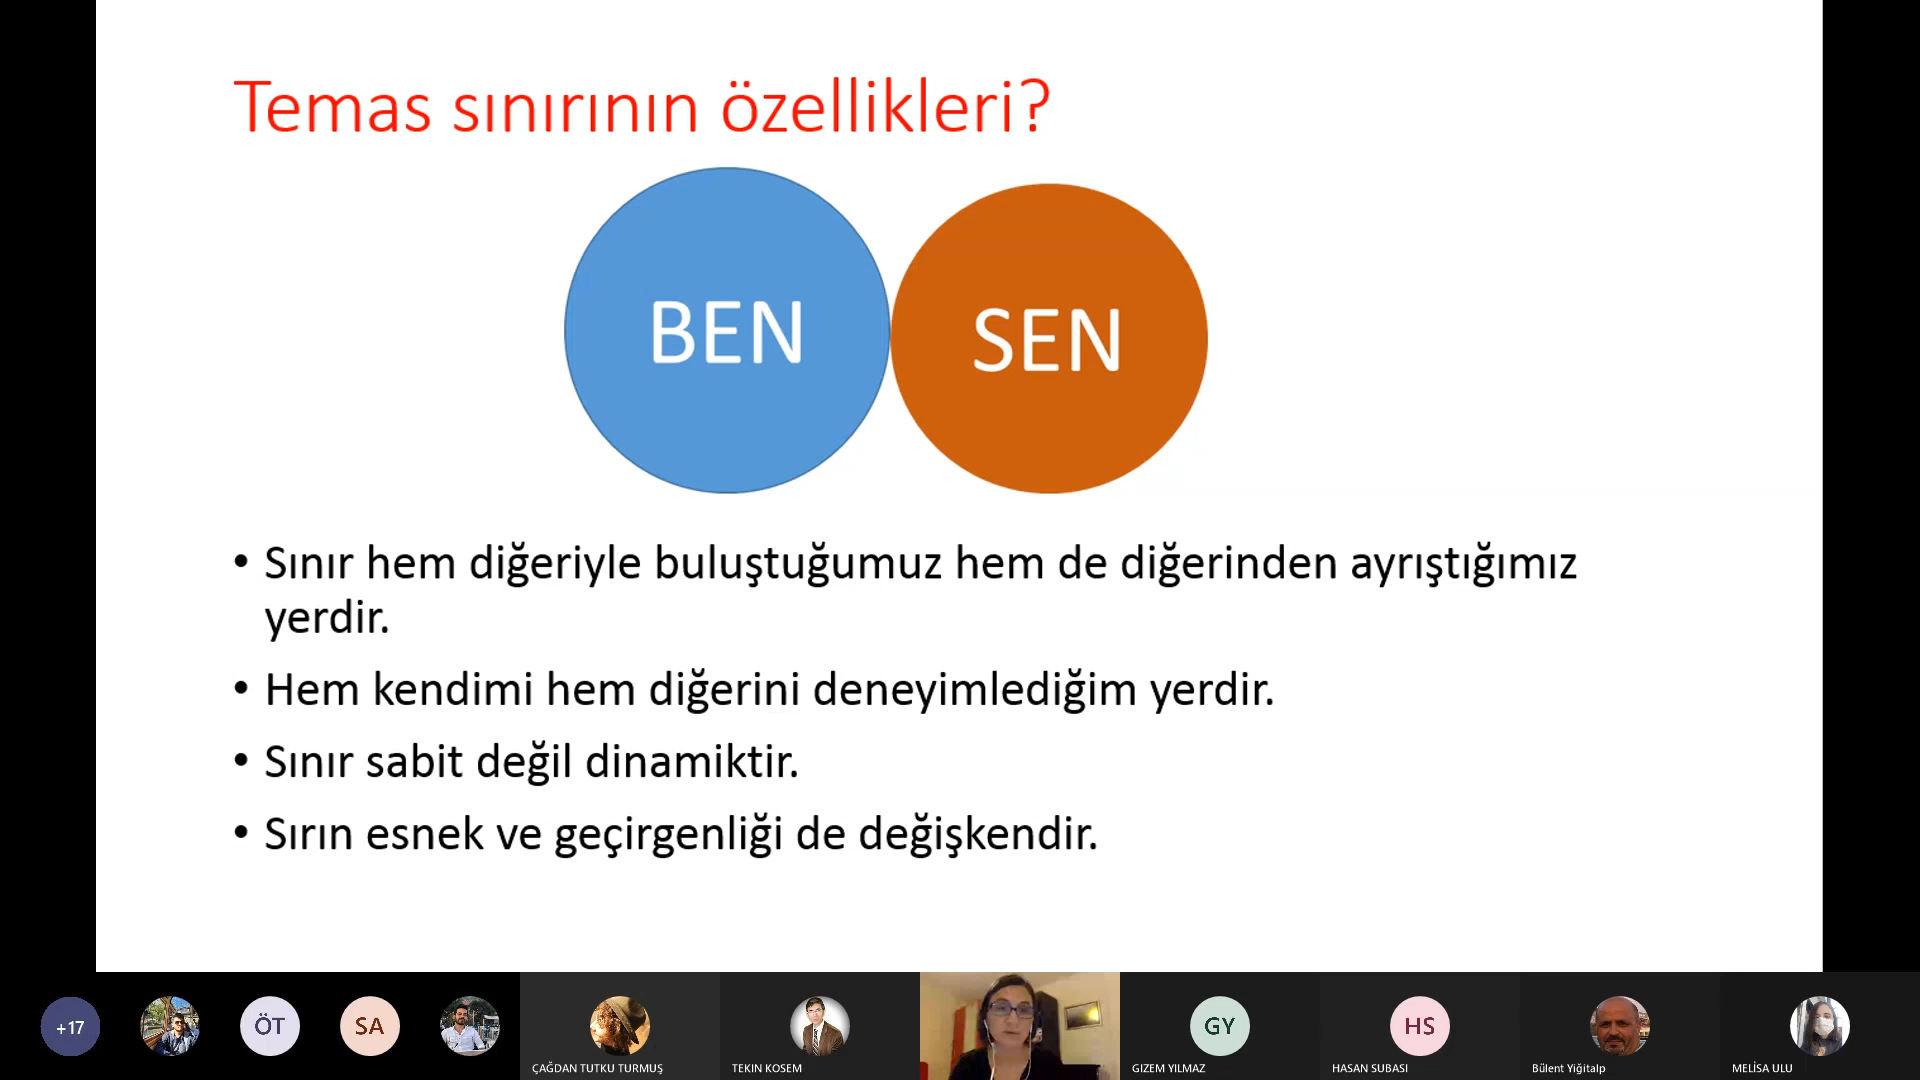 Temas sınırının özellikleri?
BEN
SEN
• Sınır hem diğeriyle buluştuğumuz hem de diğerinden ayrıştığımız
yerdir.
• Hem kendimi hem diğerini deneyimlediğim yerdir.
• Sınır sabit değil dinamiktir.
• Sırın esnek ve geçirgenliği de değişkendir.
+17
ÖT
SA
GY
HS
ÇAĞDAN TUTKU TURMUŞ
TEKIN KOSEM
GIZEM YILMAZ
HASAN SUBASI
Bülent Yiğitalp
MELİSA ULU